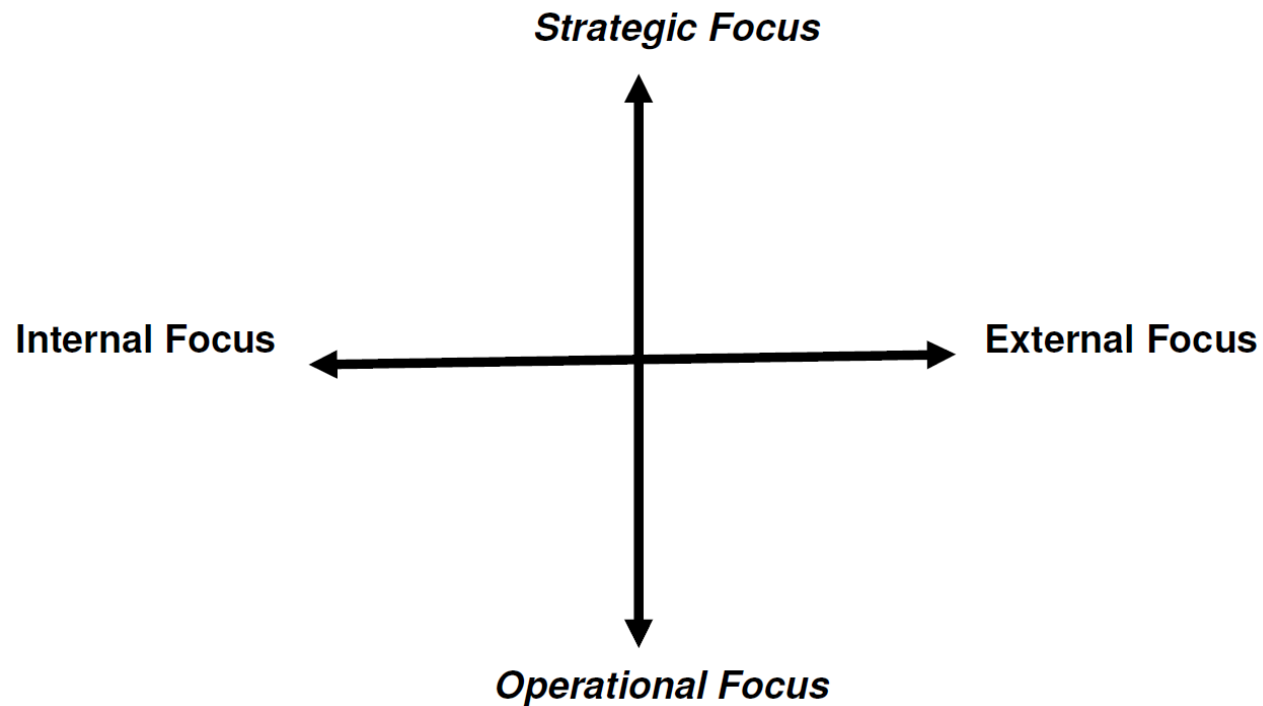 Strategic Focus
Internal Focus
External Focus
Operational Focus